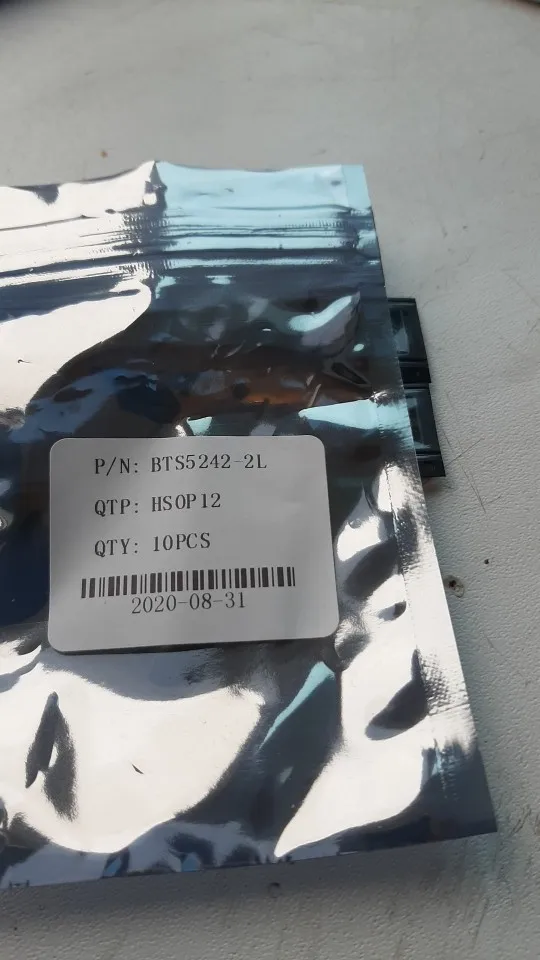 P/N: BTS5242-2L
QTP: HSOP12
QTY: 10PCS
2020-08-31